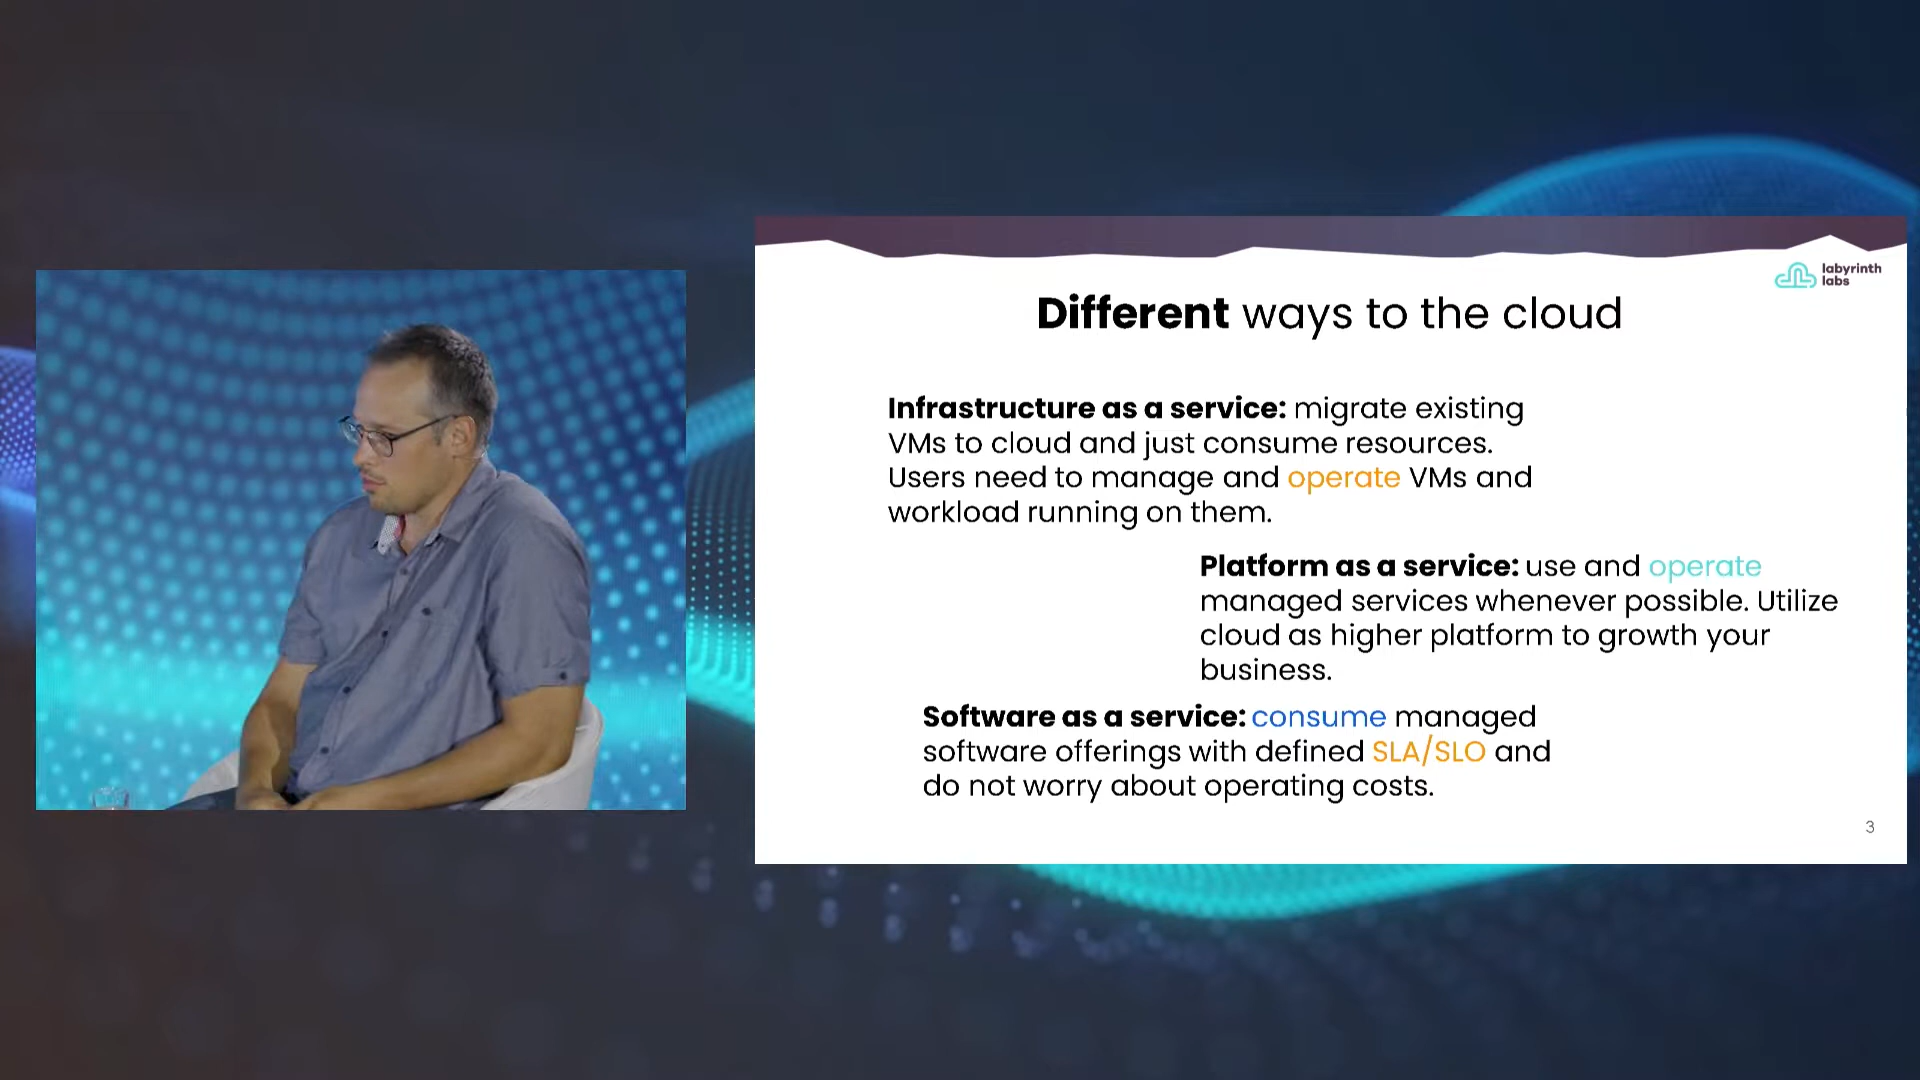 labyrinth
labs
Different ways to the cloud
Infrastructure as a service: migrate existing
VMs to cloud and just consume resources.
Users need to manage and operate VMs and
workload running on them.
Platform as a service: use and operate
managed services whenever possible. Utilize
cloud as higher platform to growth your
business.
Software as a service: consume managed
software offerings with defined SLA/SLO and
do not worry about operating costs.
3